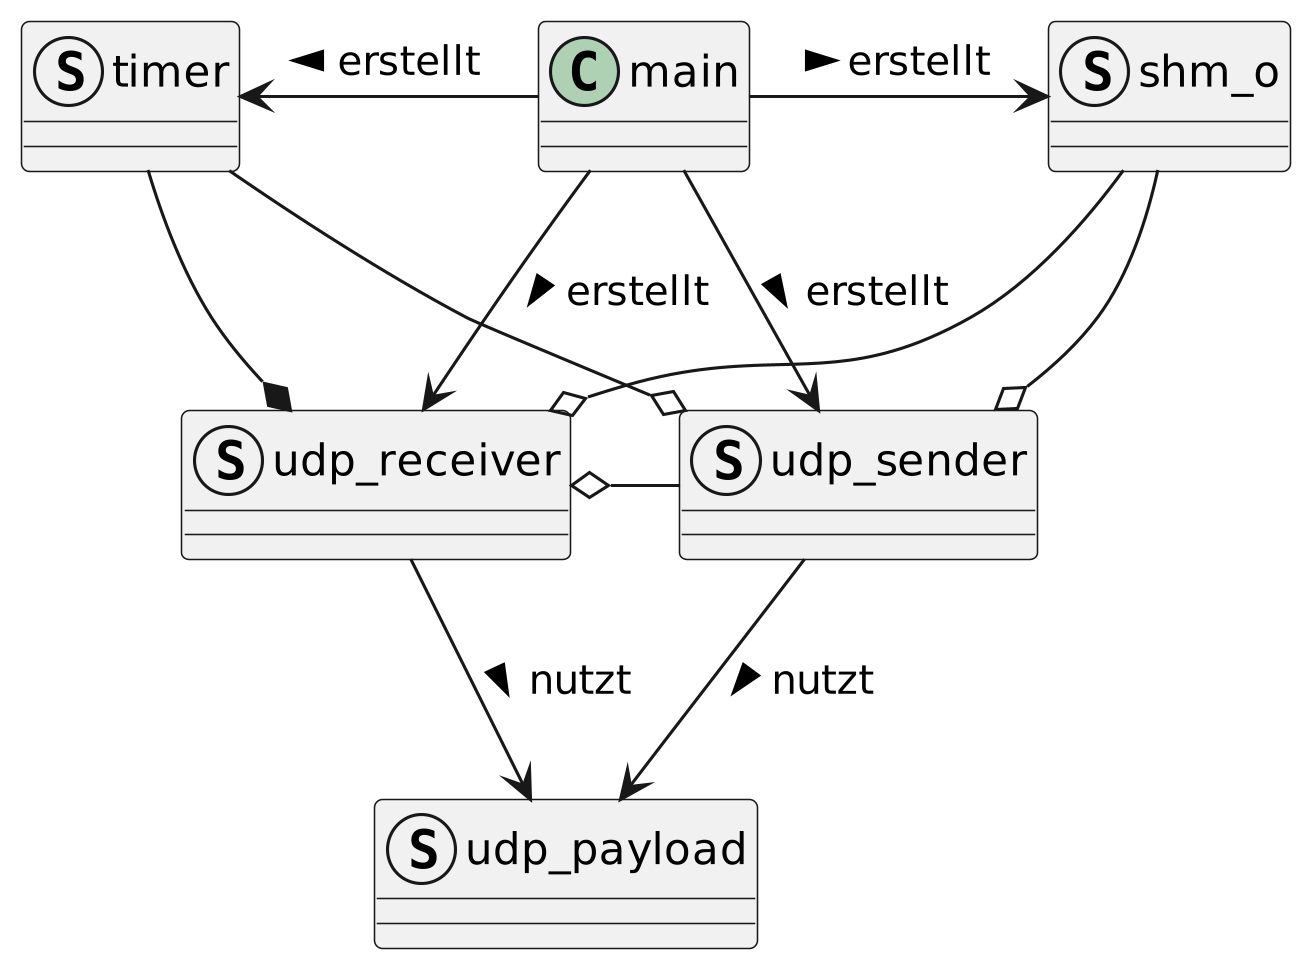 S timer
erstellt
C main
erstellt
S shm_o
erstellt
erstellt
S udp_receiver
S udp_sender
nutzt
nutzt
S udp_payload